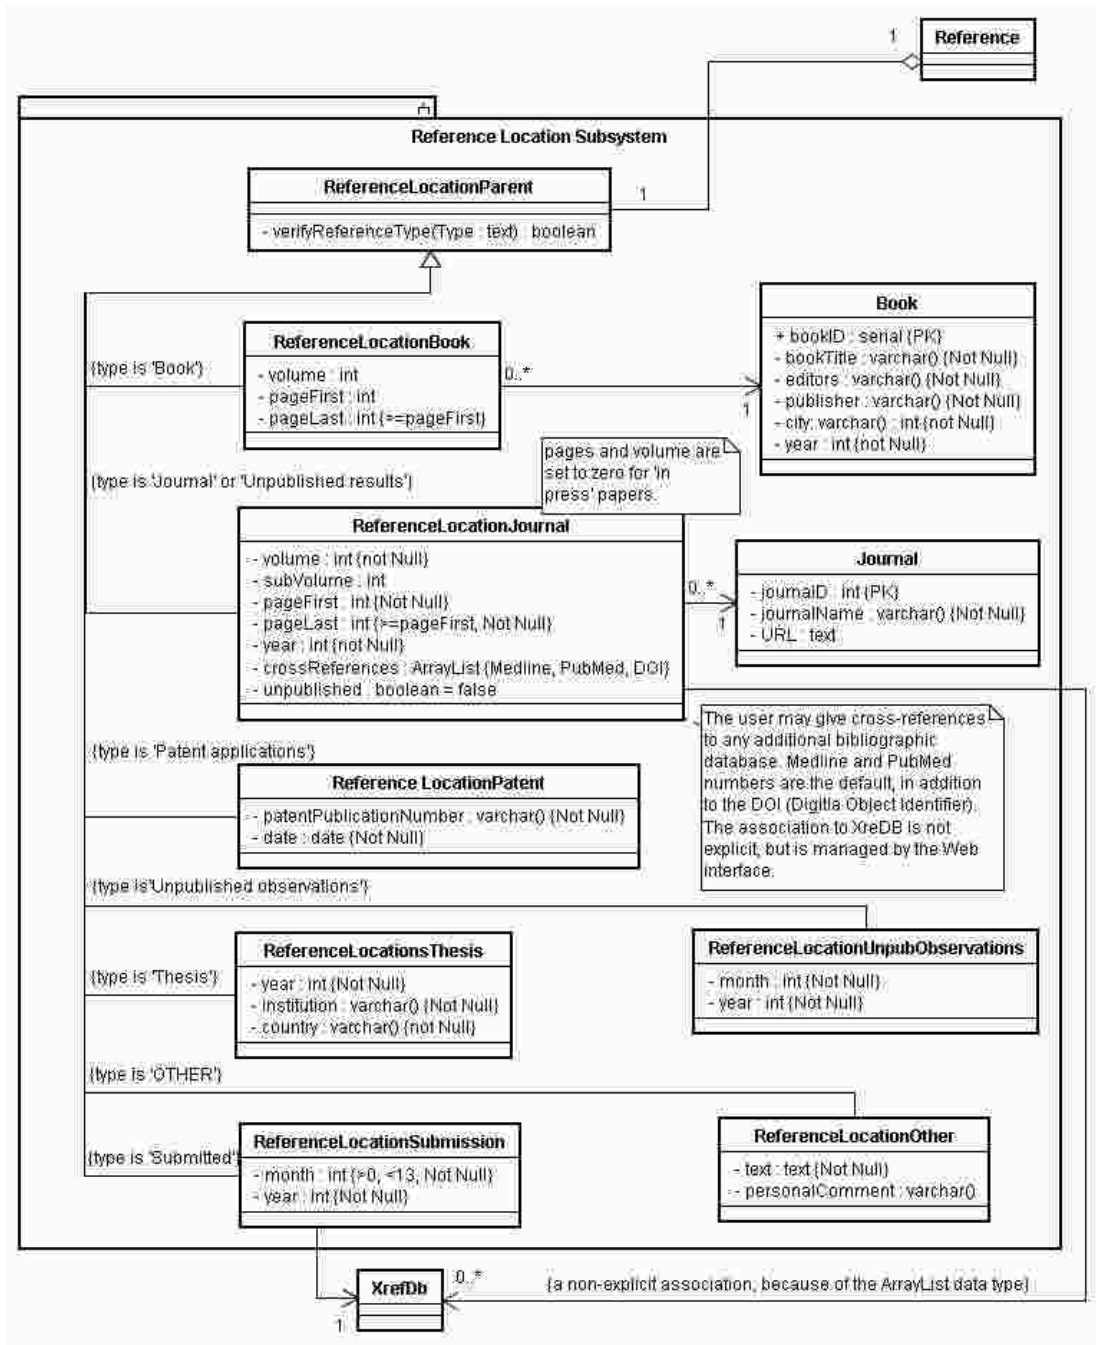 1
Reference
Reference Location Subsystem
ReferenceLocationParent
1
- verifyReferenceType(Type : text) : boolean
Book
+ bookID : serial {PK}
- bookTitle : varchar() {Not Null}
- editors : varchar() {Not Null}
- publisher : varchar() {Not Null}
- city: varchar() : int{not Null}
- year : int{not Null}
ReferenceLocationBook
{type is 'Book'}
- volume : int
- pageFirst : int
- pageLast : int {>=pageFirst}
0..*
1
pages and volume are
set to zero for 'in
press' papers.
{type is 'Journal' or 'Unpublished results'}
ReferenceLocationJournal
- volume : int {not Null}
- subVolume : int
- pageFirst : int {Not Null}
- pageLast : int {>=pageFirst, Not Null}
- year : int {not Null}
- crossReferences : ArrayList {Medline, PubMed, DOI}
- unpublished : boolean = false
0..*
1
Journal
- journalD : int {PK}
- journalName : varchar() {Not Null}
- URL : text
The user may give cross-references
to any additional bibliographic
database. Medline and PubMed
numbers are the default, in addition
to the DOI (Digitla Object Identifier).
The association to XreDB is not
explicit, but is managed by the Web
interface.
{type is 'Patent applications'}
Reference LocationPatent
- patentPublicationNumber : varchar() {Not Null}
- date : date {Not Null}
{type is'Unpublished observations'}
ReferenceLocationsThesis
{type is 'Thesis'}
- year : int {Not Null}
- institution : varchar() {Not Null}
- country : varchar() {not Null}
ReferenceLocationUnpubObservations
- month : int {Not Null}
- year : int {Not Null}
{type is 'OTHER'}
ReferenceLocationSubmission
{type is 'Submitted'}
- month : int {>0, <13, Not Null}
- year : int {Not Null}
ReferenceLocationOther
- text : text {Not Null)
- personalComment : varchar()
XrefDb
0..*
1
{a non-explicit association, because of the ArrayList data type}